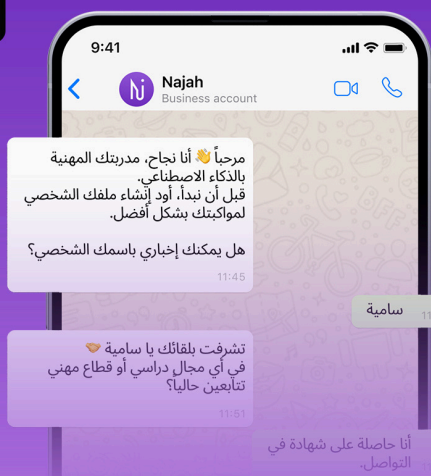 9:41
Najah
Business account
مرحباً 👋 أنا نجاح، مدربتك المهنية
بالذكاء الاصطناعي.
قبل أن نبدأ، أود إنشاء ملفك الشخصي
لمواكبتك بشكل أفضل.
هل يمكنك إخباري باسمك الشخصي؟
11:45
سامية
11
تشرفت بلقائك يا سامية 🤝
في أي مجال دراسي أو قطاع مهني
تتابعين حالياً؟
11:51
أنا حاصلة على شهادة في
التواصل.